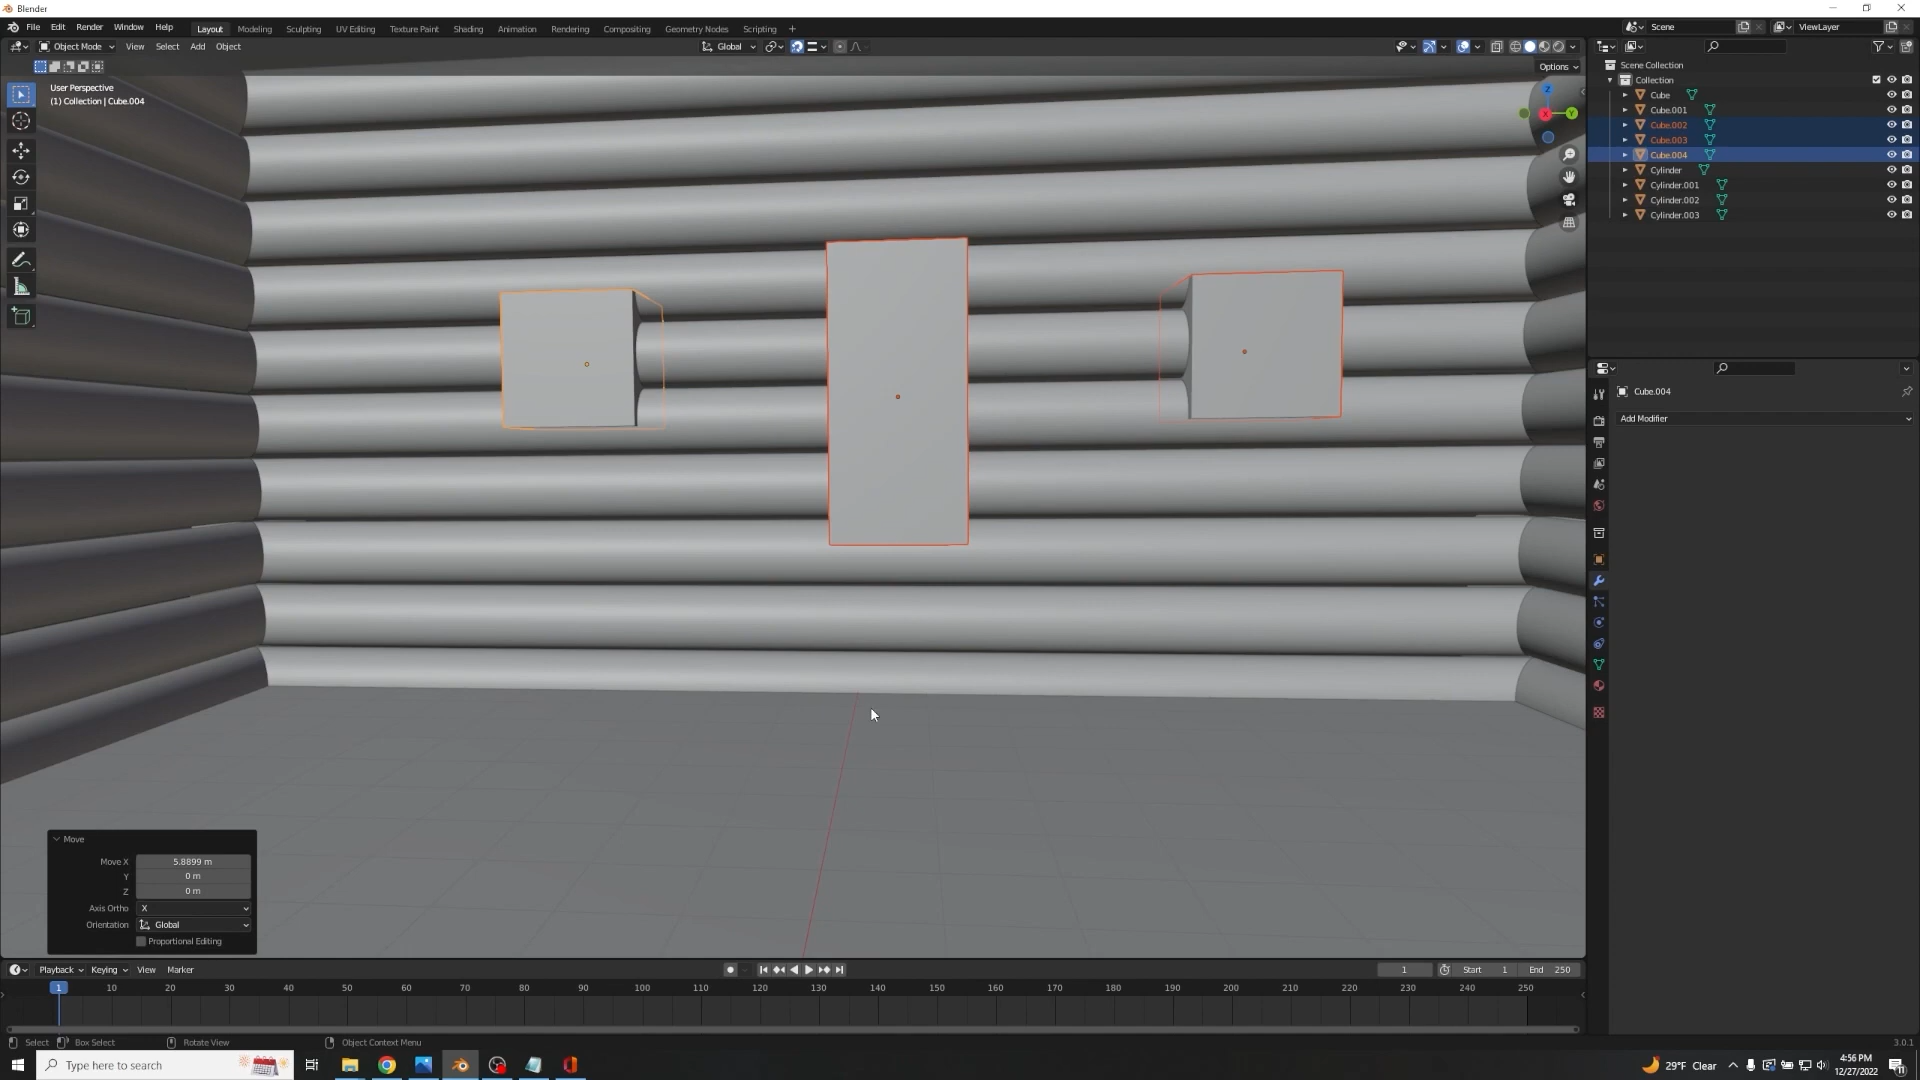 Blender
File Edit Render Window Help Layout Modeling Sculpting UV Editing Texture Paint Shading Animation Rendering Compositing Geometry Nodes Scripting + Scene ViewLayer
Object Mode View Select Add Object Global
Options
User Perspective
(1) Collection | Cube.004
Z
X
Y
Scene Collection
Collection
Cube
Cube.001
Cube.002
Cube.003
Cube.004
Cylinder
Cylinder.001
Cylinder.002
Cylinder.003
Cube.004
Add Modifier
Move
Move X 5.8899 m
Y 0 m
Z 0 m
Axis Ortho X
Orientation Global
Proportional Editing
Playback Keying View Marker 1 Start 1 End 250
1 10 20 30 40 50 60 70 80 90 100 110 120 130 140 150 160 170 180 190 200 210 220 230 240 250
Select Box Select Rotate View Object Context Menu 3.0.1
Type here to search 29°F Clear 4:56 PM
12/27/2022